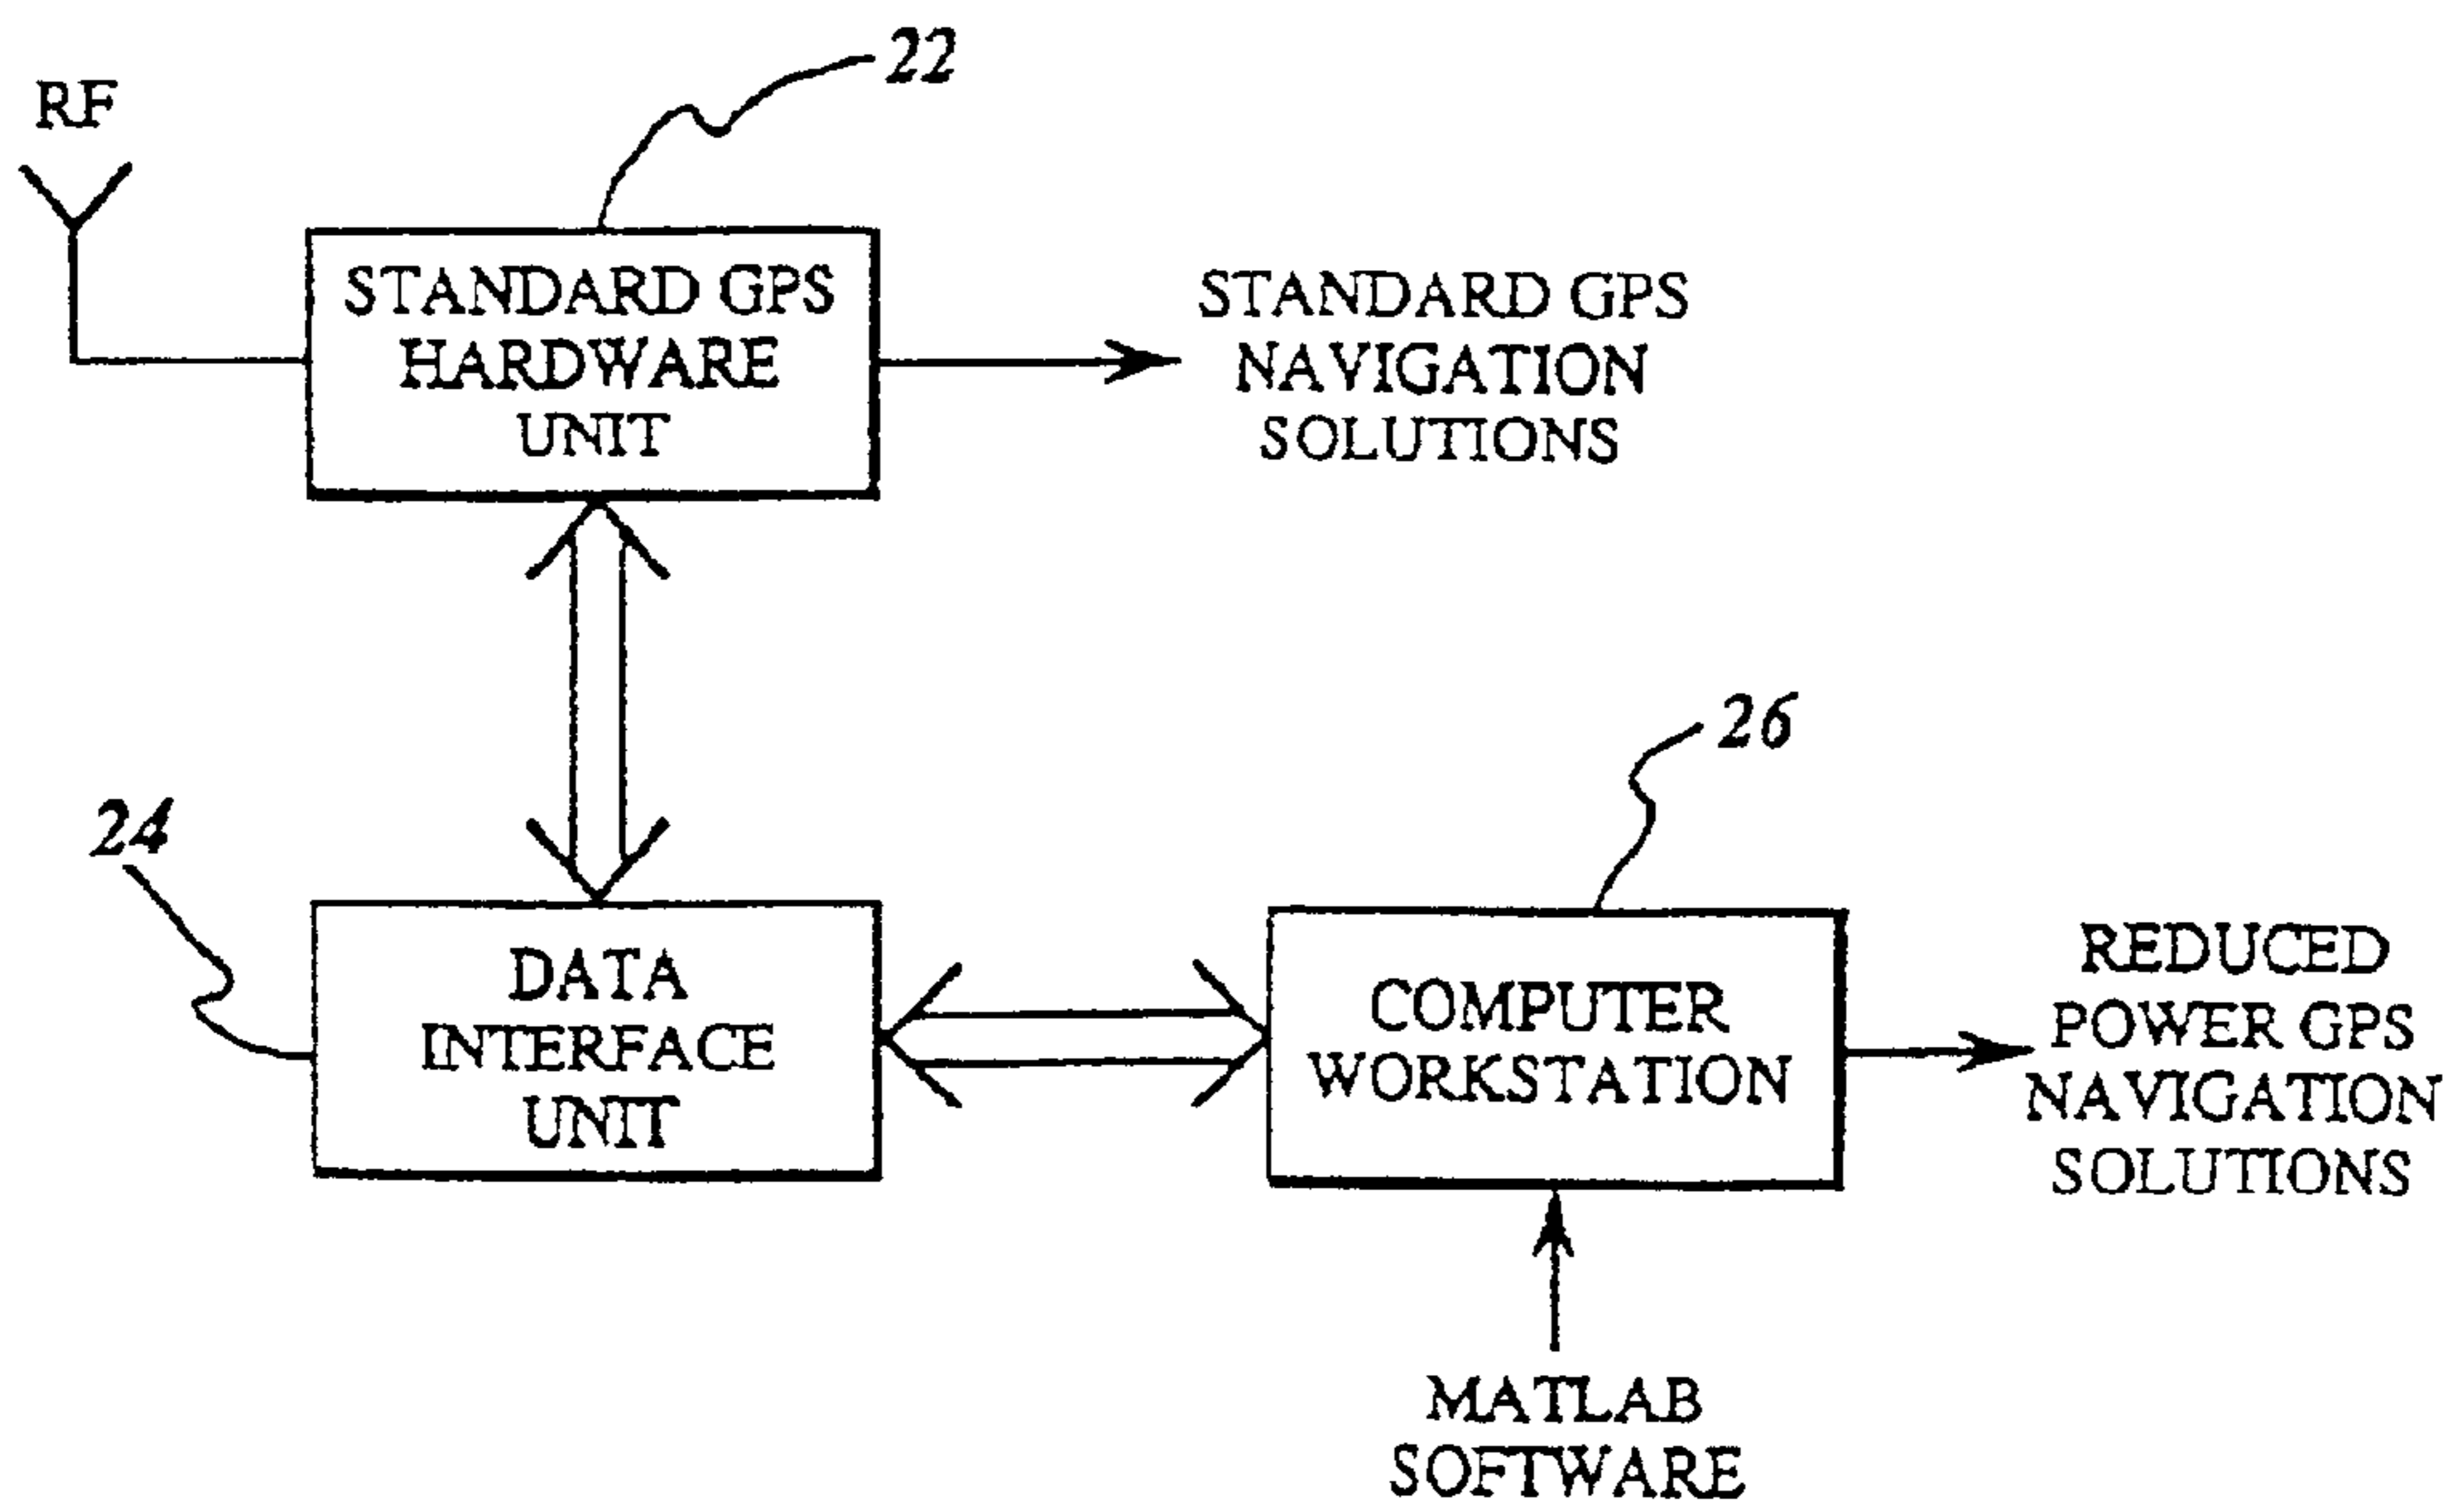 22
RF
STANDARD GPS
HARDWARE
UNIT
STANDARD GPS
NAVIGATION
SOLUTIONS
26
24
DATA
INTERFACE
UNIT
COMPUTER
WORKSTATION
REDUCED
POWER GPS
NAVIGATION
SOLUTIONS
MATLAB
SOFTWARE